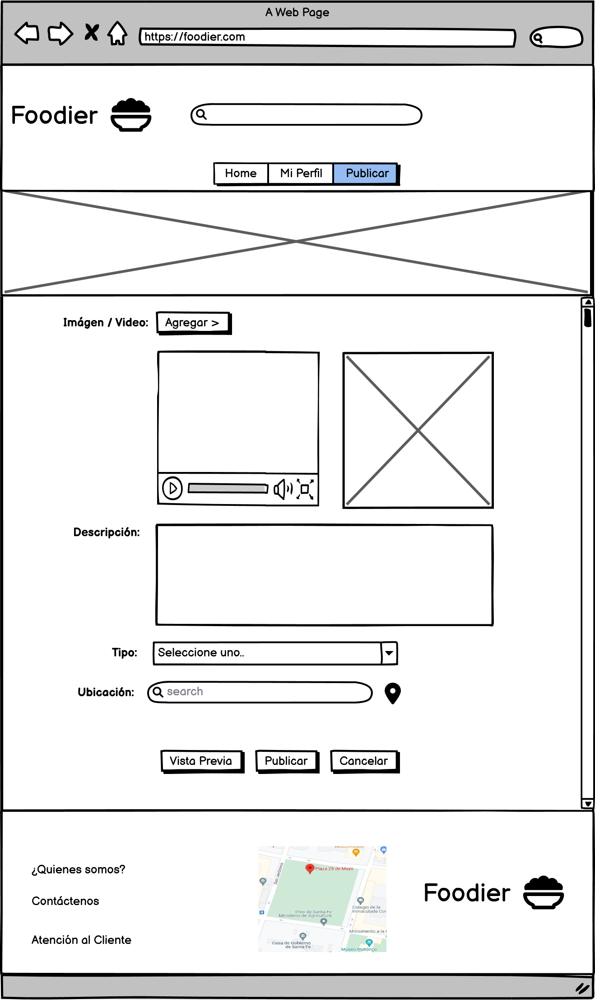 A Web Page
https://foodier.com
Foodier
Home Mi Perfil Publicar
Imágen / Video: Agregar >
Descripción:
Tipo: Seleccione uno..
Ubicación: search
Vista Previa Publicar Cancelar
¿Quienes somos?
Contáctenos
Atención al Cliente
Resto Primos
Plaza 25 de Mayo
San Jerónimo
Colegio de la
Inmaculada Con
Prov de Santa Fe
Ministerio de Agricultura
Monumento a la
Casa de Gobierno
de Santa Fe
Museo Histórico
Foodier